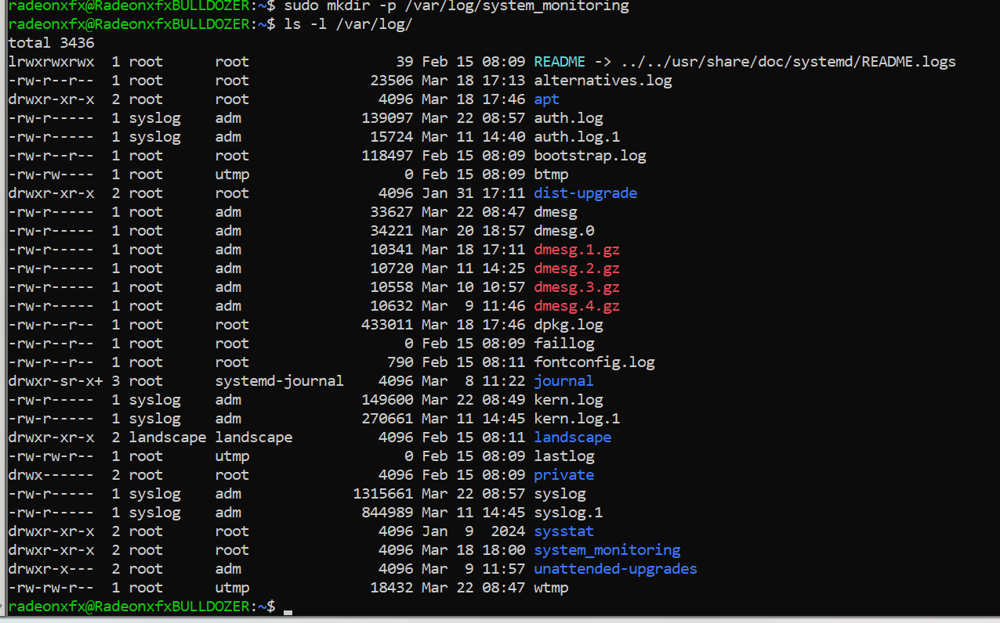 radeonxfx@RadeonxfxBULLDOZER:~$ sudo mkdir -p /var/log/system_monitoring
radeonxfx@RadeonxfxBULLDOZER:~$ ls -l /var/log/
total 3436
lrwxrwxrwx  1 root      root                 39 Feb 15 08:09 README -> ../../usr/share/doc/systemd/README.logs
-rw-r--r--  1 root      root              23506 Mar 18 17:13 alternatives.log
drwxr-xr-x  2 root      root               4096 Mar 18 17:46 apt
-rw-r-----  1 syslog    adm              139097 Mar 22 08:57 auth.log
-rw-r-----  1 syslog    adm               15724 Mar 11 14:40 auth.log.1
-rw-r--r--  1 root      root             118497 Feb 15 08:09 bootstrap.log
-rw-rw----  1 root      utmp                  0 Feb 15 08:09 btmp
drwxr-xr-x  2 root      root               4096 Jan 31 17:11 dist-upgrade
-rw-r-----  1 root      adm               33627 Mar 22 08:47 dmesg
-rw-r-----  1 root      adm               34221 Mar 20 18:57 dmesg.0
-rw-r-----  1 root      adm               10341 Mar 18 17:11 dmesg.1.gz
-rw-r-----  1 root      adm               10720 Mar 11 14:25 dmesg.2.gz
-rw-r-----  1 root      adm               10558 Mar 10 10:57 dmesg.3.gz
-rw-r-----  1 root      adm               10632 Mar  9 11:46 dmesg.4.gz
-rw-r--r--  1 root      root             433011 Mar 18 17:46 dpkg.log
-rw-r--r--  1 root      root                  0 Feb 15 08:09 faillog
-rw-r--r--  1 root      root                790 Feb 15 08:11 fontconfig.log
drwxr-sr-x+ 3 root      systemd-journal    4096 Mar  8 11:22 journal
-rw-r-----  1 syslog    adm              149600 Mar 22 08:49 kern.log
-rw-r-----  1 syslog    adm              270661 Mar 11 14:45 kern.log.1
drwxr-xr-x  2 landscape landscape          4096 Feb 15 08:11 landscape
-rw-rw-r--  1 root      utmp                  0 Feb 15 08:09 lastlog
drwx------  2 root      root               4096 Feb 15 08:09 private
-rw-r-----  1 syslog    adm             1315661 Mar 22 08:57 syslog
-rw-r-----  1 syslog    adm              844989 Mar 11 14:45 syslog.1
drwxr-xr-x  2 root      root               4096 Jan  9  2024 sysstat
drwxr-xr-x  2 root      root               4096 Mar 18 18:00 system_monitoring
drwxr-x---  2 root      adm                4096 Mar  9 11:57 unattended-upgrades
-rw-rw-r--  1 root      utmp              18432 Mar 22 08:47 wtmp
radeonxfx@RadeonxfxBULLDOZER:~$